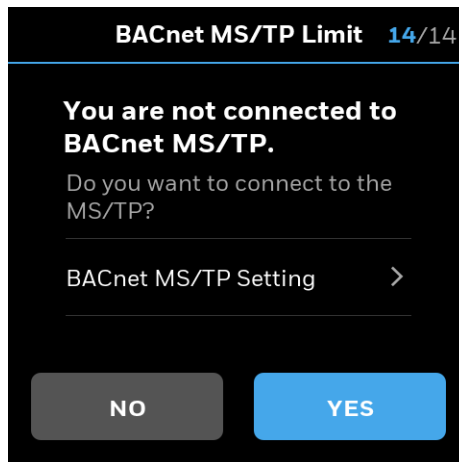 BACnet MS/TP Limit 14/14
You are not connected to
BACnet MS/TP.
Do you want to connect to the
MS/TP?
BACnet MS/TP Setting
NO
YES